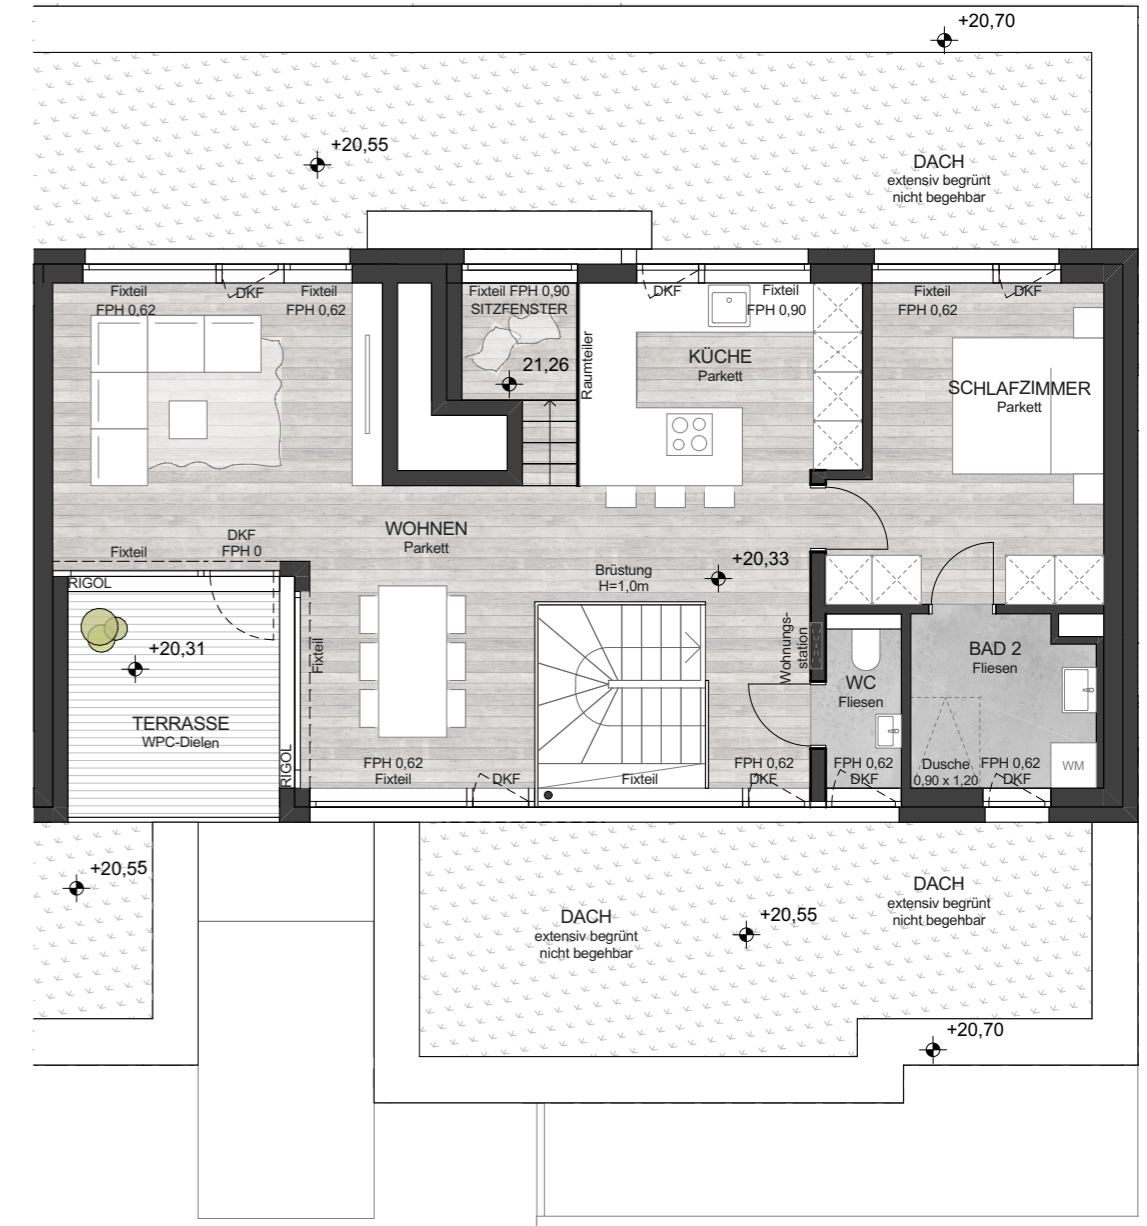 +20,70
+20,55
DACH
extensiv begrünt
nicht begehbar
Fixteil
FPH 0,62
DKF
Fixteil
FPH 0,62
Fixteil FPH 0,90
SITZFENSTER
21,26
Raumteiler
DKF
Fixteil
FPH 0,90
KÜCHE
Parkett
Fixteil
FPH 0,62
DKF
SCHLAFZIMMER
Parkett
WOHNEN
Parkett
Fixteil
DKF
FPH 0
RIGOL
Brüstung
H=1,0m
+20,33
Wohnungs-
station
+20,31
TERRASSE
WPC-Dielen
Fixteil
RIGOL
WC
Fliesen
BAD 2
Fliesen
FPH 0,62
Fixteil
DKF
Fixteil
FPH 0,62
DKF
FPH 0,62
DKF
Dusche
0,90 x 1,20
FPH 0,62
DKF
WM
+20,55
DACH
extensiv begrünt
nicht begehbar
+20,55
DACH
extensiv begrünt
nicht begehbar
+20,70